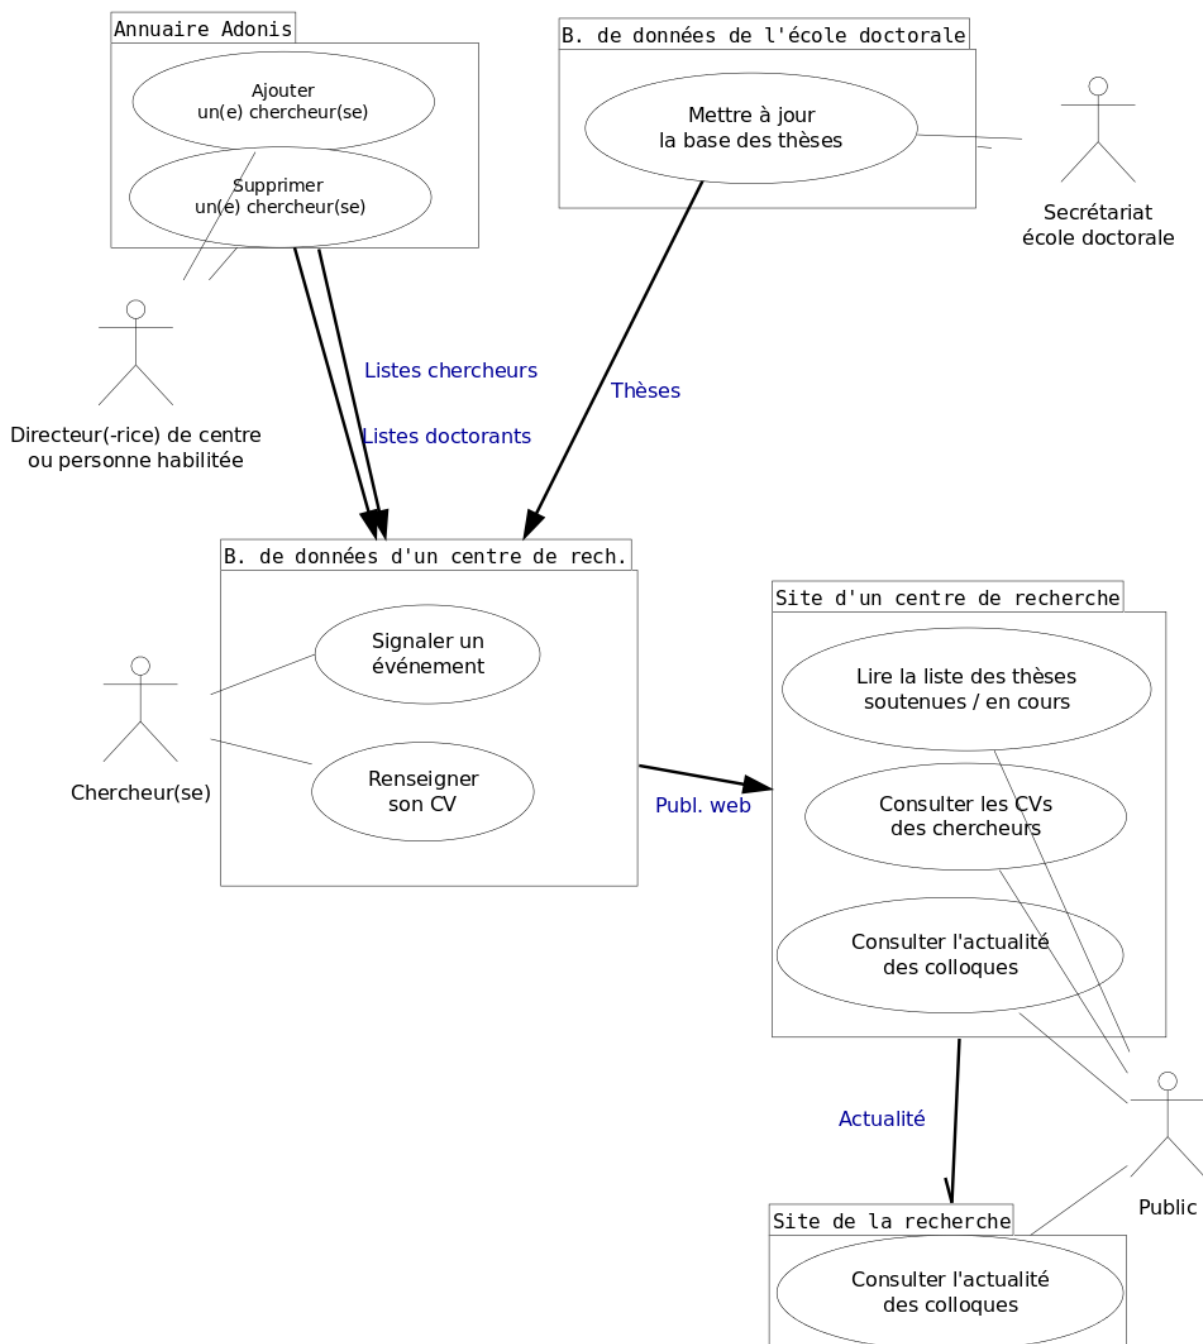 Annuaire Adonis
Ajouter
un(e) chercheur(se)
Supprimer
un(e) chercheur(se)
B. de données de l'école doctorale
Mettre à jour
la base des thèses
Secrétariat
école doctorale
Directeur(-rice) de centre
ou personne habilitée
Listes chercheurs
Listes doctorants
Thèses
B. de données d'un centre de rech.
Signaler un
événement
Renseigner
son CV
Chercheur(se)
Publ. web
Site d'un centre de recherche
Lire la liste des thèses
soutenues / en cours
Consulter les CVs
des chercheurs
Consulter l'actualité
des colloques
Actualité
Public
Site de la recherche
Consulter l'actualité
des colloques